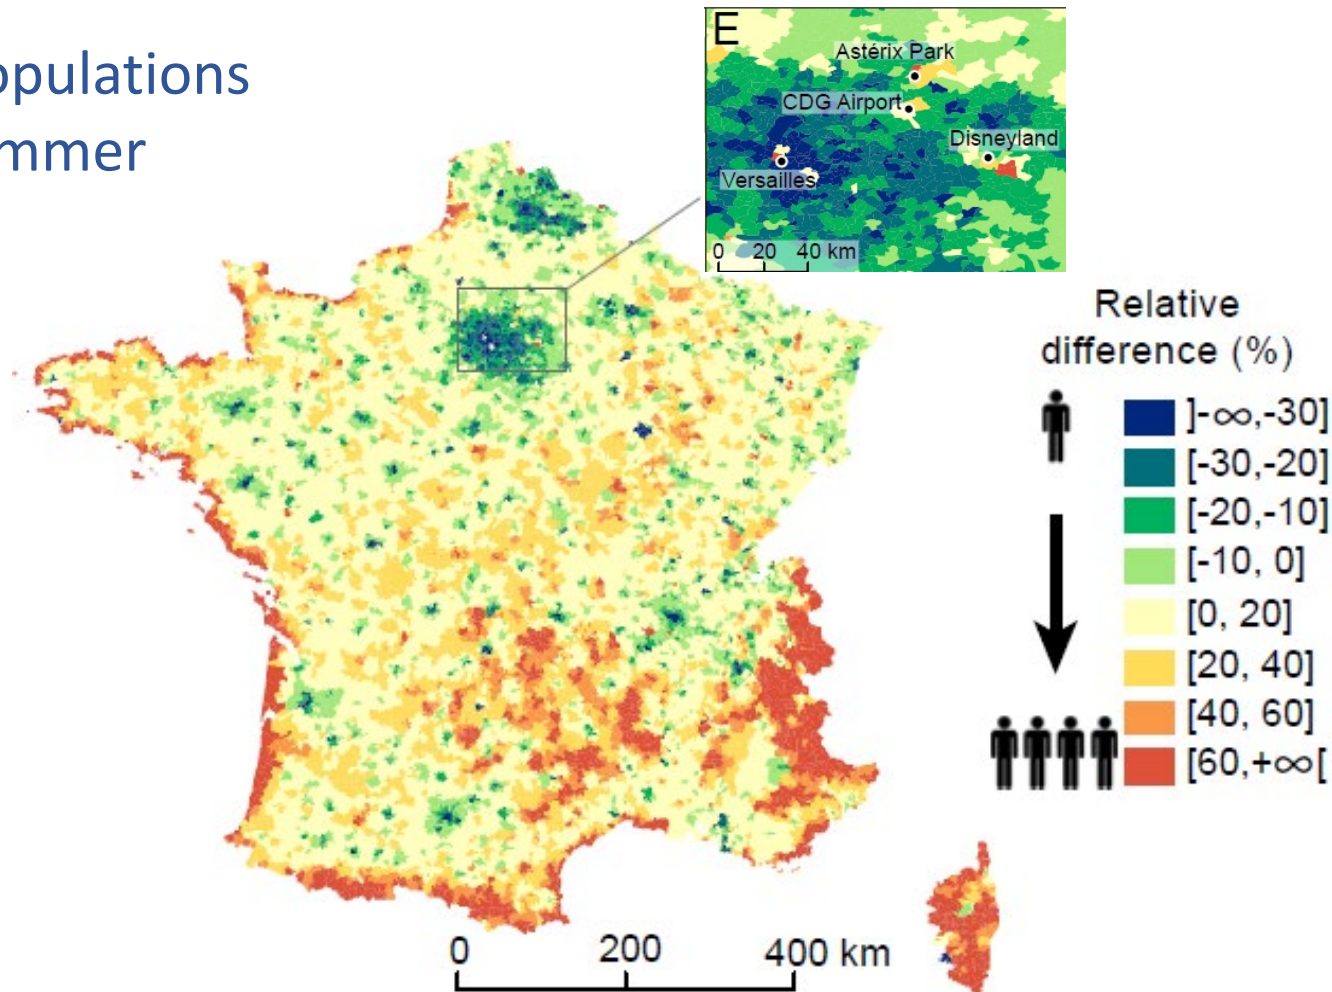 opulations
mmer
E
Astérix Park
CDG Airport
Disneyland
Versailles
0 20 40 km
Relative
difference (%)
]-∞,-30]
[-30,-20]
[-20,-10]
[-10, 0]
[0, 20]
[20, 40]
[40, 60]
[60,+∞[
0 200 400 km